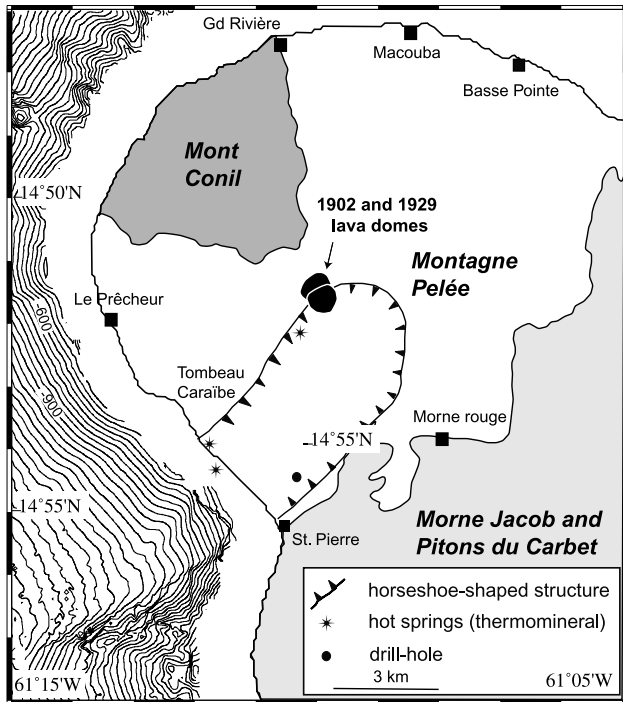 Gd Rivière
Macouba
Basse Pointe
Mont
Conil
14°50'N
1902 and 1929
lava domes
Montagne
Pelée
Le Prêcheur
-600
Tombeau
Caraïbe
-900
Morne rouge
14°55'N
14°55'N
Morne Jacob and
Pitons du Carbet
St. Pierre
horseshoe-shaped structure
hot springs (thermomineral)
drill-hole
3 km
61°15'W
61°05'W